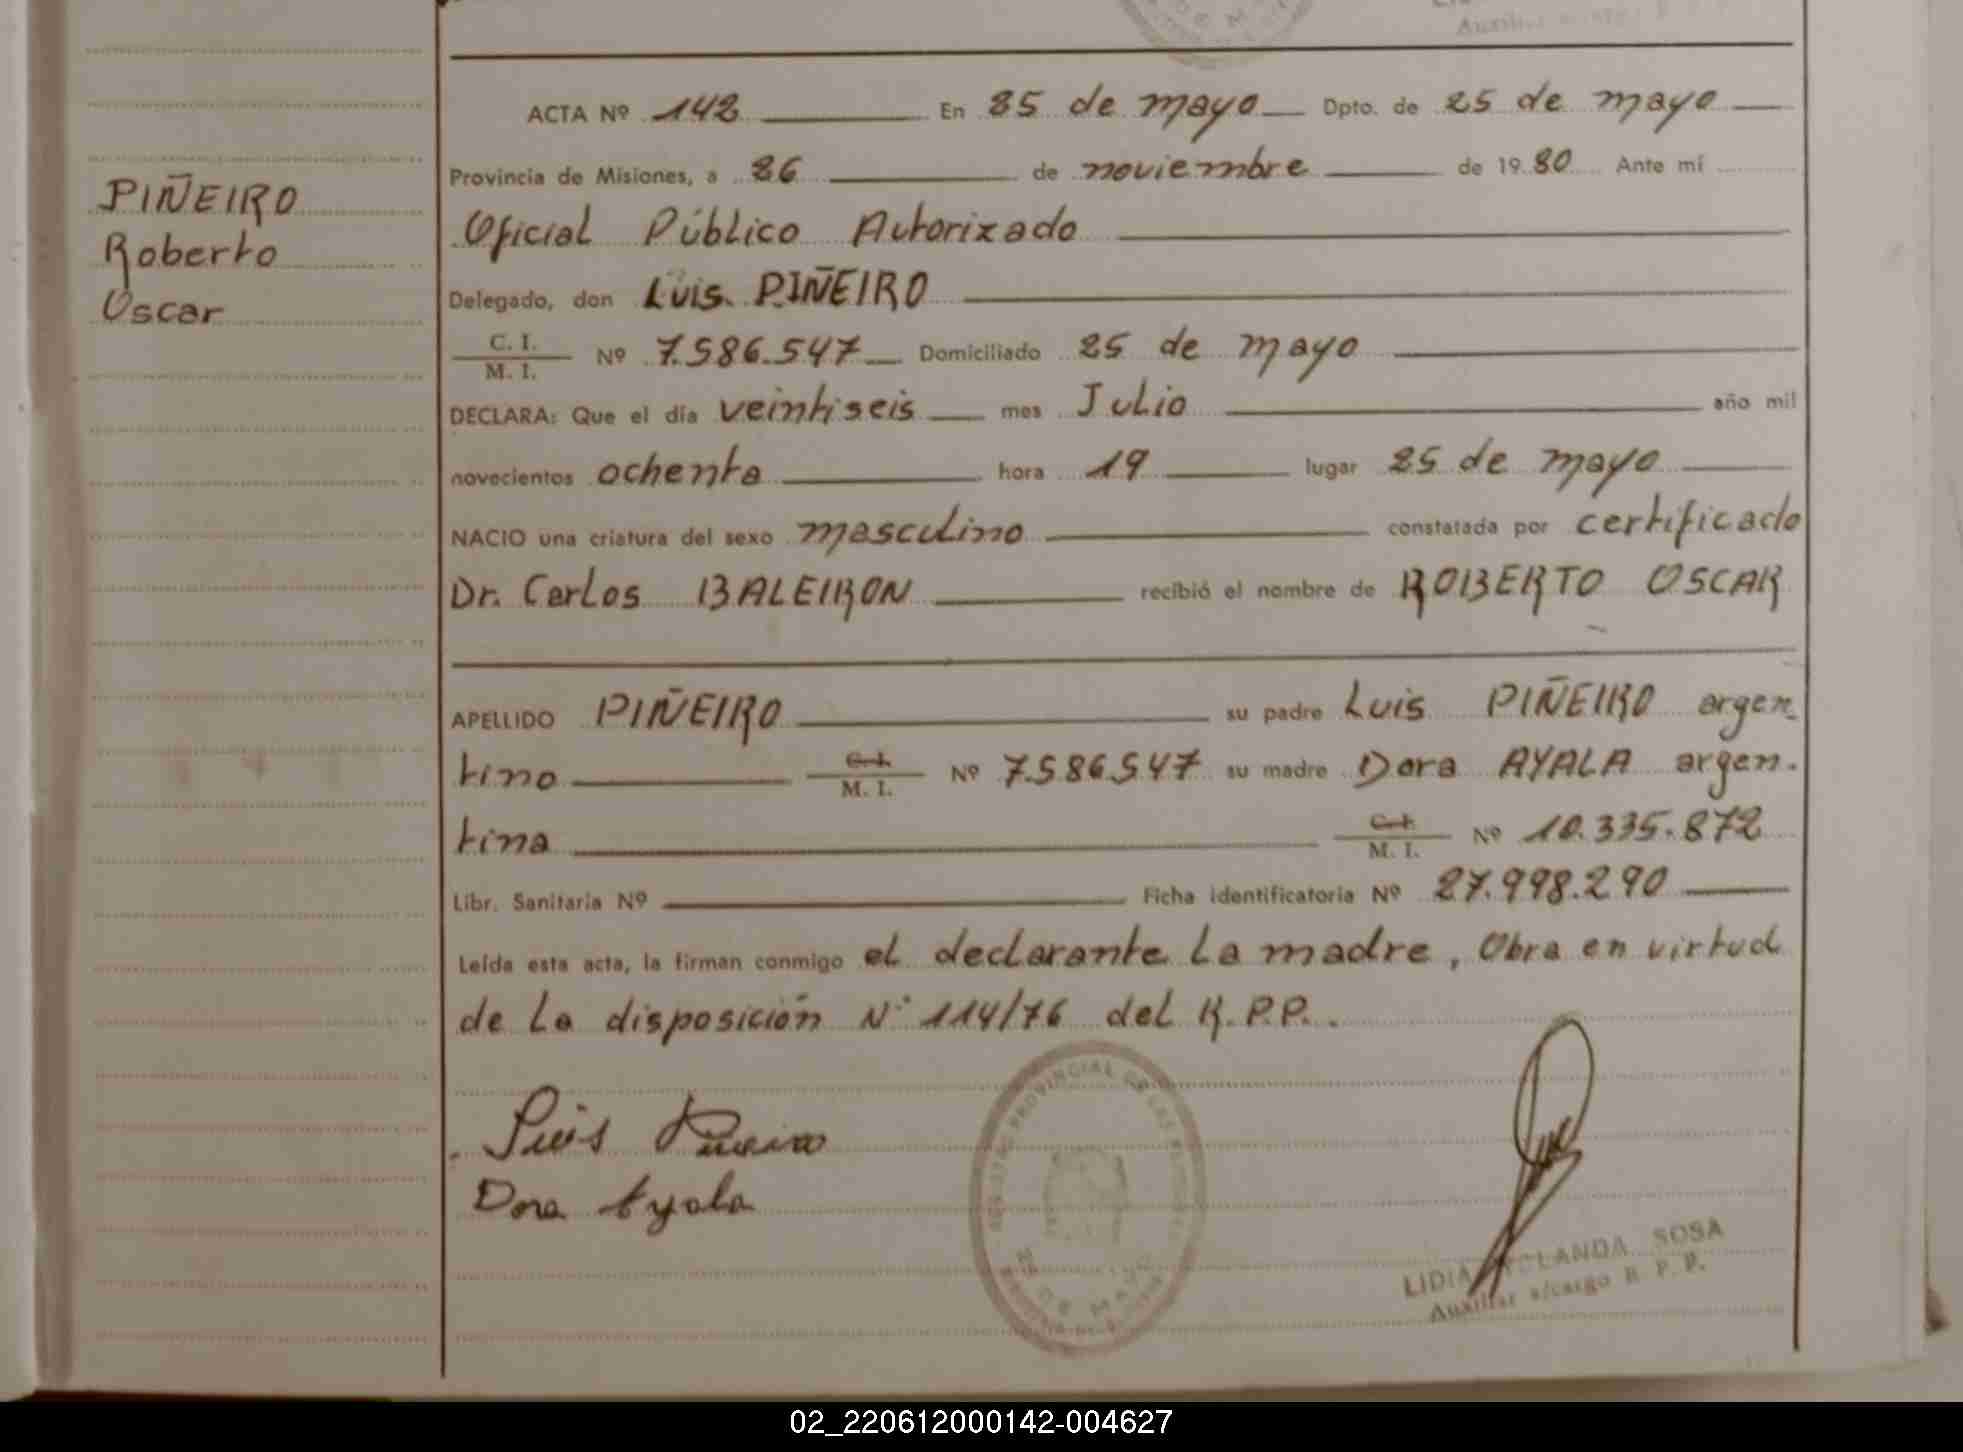 PIÑEIRO
Roberto
Oscar
ACTA Nº 142 En 25 de mayo Dpto. de 25 de mayo
Provincia de Misiones, a 26 de noviembre de 1980 Ante mí
Oficial Público Autorizado
Delegado, don Luis PIÑEIRO
C. I.
M. I. Nº 7.586.547 Domiciliado 25 de mayo
DECLARA: Que el día veintiseis mes Julio año mil
novecientos ochenta hora 19 lugar 25 de mayo
NACIO una criatura del sexo masculino constatada por certificado
Dr. Carlos BALEIRON recibió el nombre de ROBERTO OSCAR
APELLIDO PIÑEIRO su padre Luis PIÑEIRO argen
tino C. I. M. I. Nº 7.586.547 su madre Dora AYALA argen.
tina C. I. M. I. Nº 10.335.872
Libr. Sanitaria Nº Ficha identificatoria Nº 27.998.290
Leída esta acta, la firman conmigo el declarante La madre, Obra en virtud
de La disposición Nº 114/76 del R.P.P..
Luis Piñeiro
Dora Ayala
PROVINCIAL DE LAS
25 DE MAYO
LIDIA YOLANDA SOSA
Auxiliar a/cargo R. P. P.
02_220612000142-004627